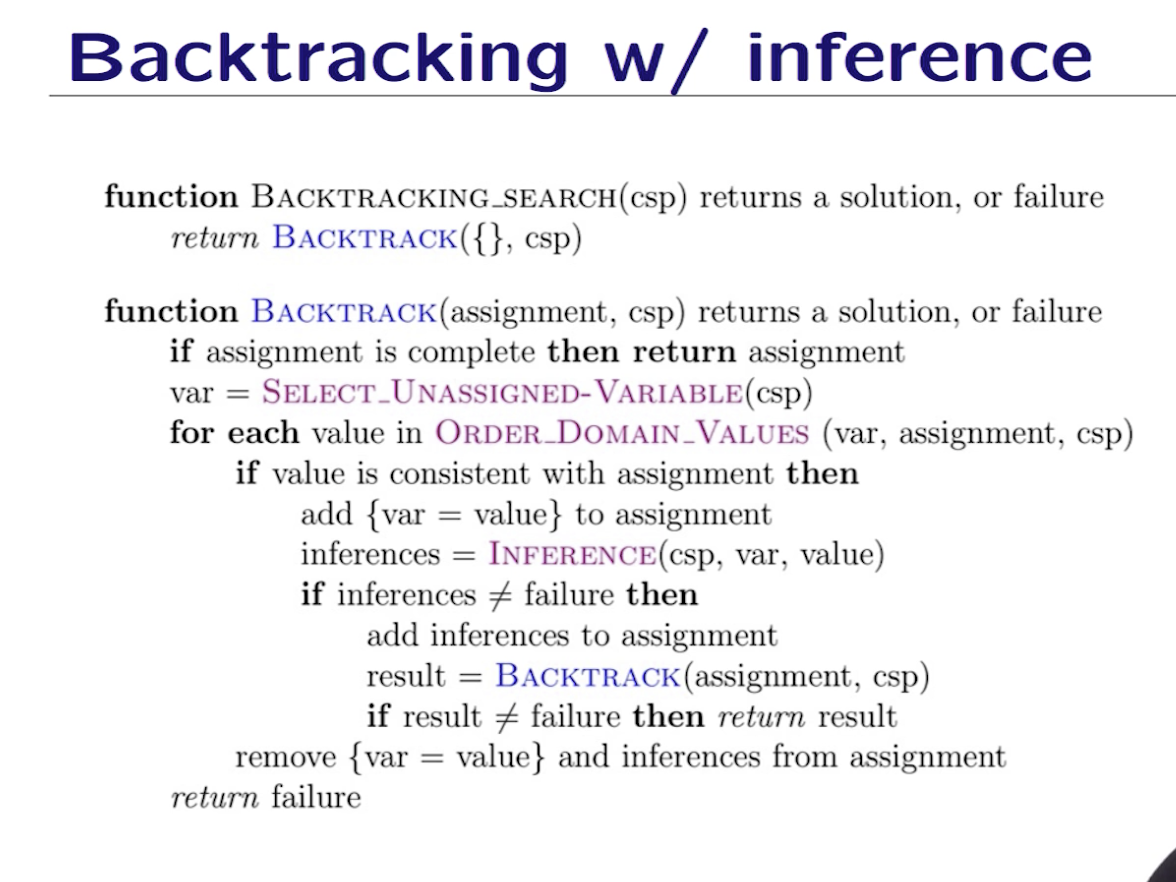 Backtracking w/ inference
function BACKTRACKING_SEARCH(csp) returns a solution, or failure
return BACKTRACK({}, csp)
function BACKTRACK(assignment, csp) returns a solution, or failure
if assignment is complete then return assignment
var = SELECT_UNASSIGNED-VARIABLE(csp)
for each value in ORDER_DOMAIN_VALUES (var, assignment, csp)
if value is consistent with assignment then
add {var = value} to assignment
inferences = INFERENCE(csp, var, value)
if inferences ≠ failure then
add inferences to assignment
result = BACKTRACK(assignment, csp)
if result ≠ failure then return result
remove {var = value} and inferences from assignment
return failure